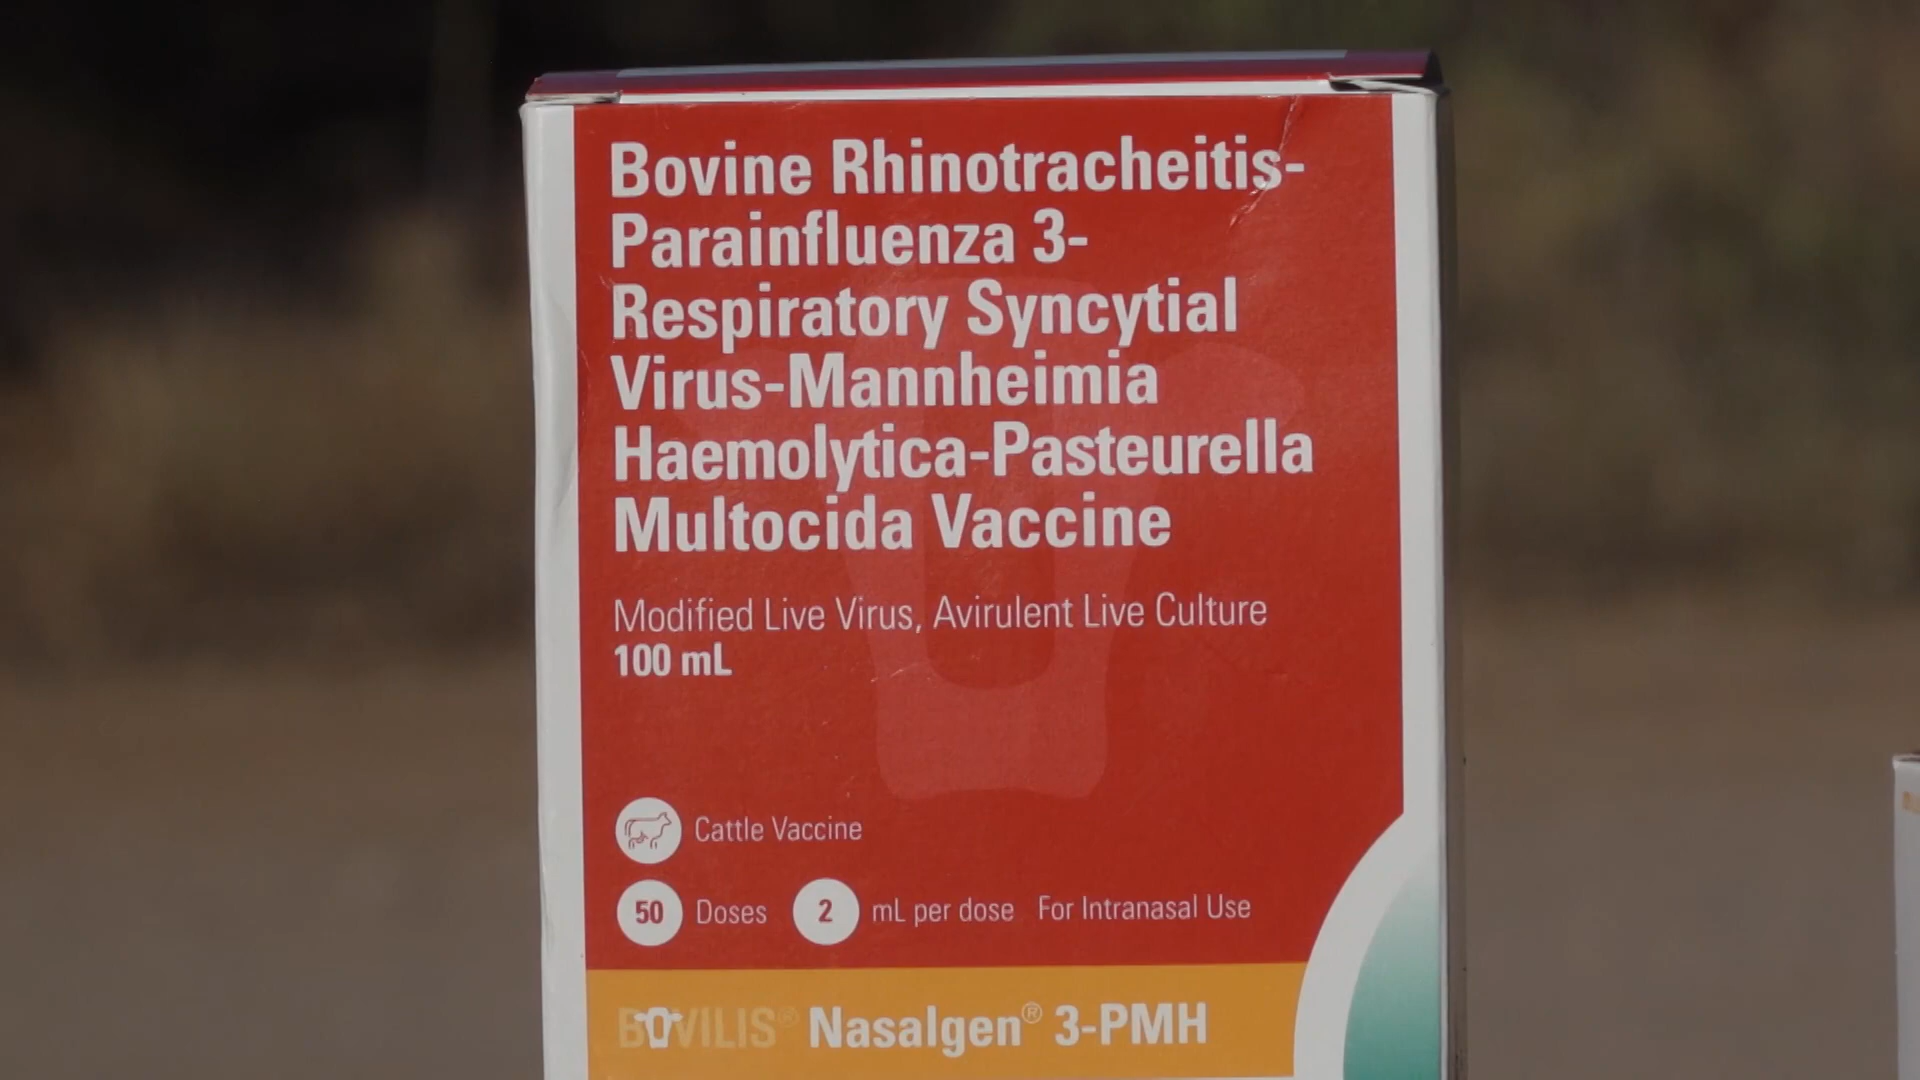 Bovine Rhinotracheitis-
Parainfluenza 3-
Respiratory Syncytial
Virus-Mannheimia
Haemolytica-Pasteurella
Multocida Vaccine
Modified Live Virus, Avirulent Live Culture
100 mL
Cattle Vaccine
50 Doses 2 mL per dose For Intranasal Use
BOVILIS® Nasalgen® 3-PMH